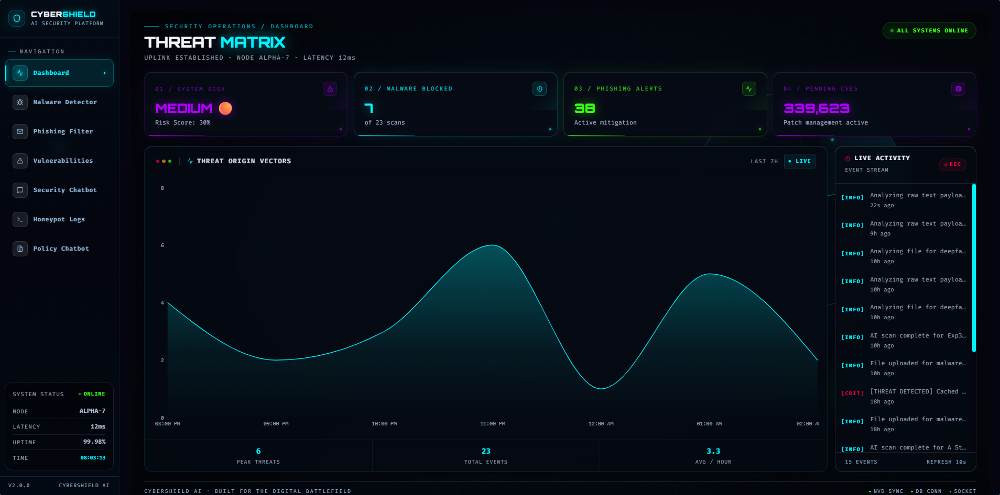 CYBERSHIELD
AI SECURITY PLATFORM
NAVIGATION
Dashboard
Malware Detector
Phishing Filter
Vulnerabilities
Security Chatbot
Honeypot Logs
Policy Chatbot
SYSTEM STATUS ONLINE
NODE ALPHA-7
LATENCY 12ms
UPTIME 99.98%
TIME 08:03:13
V2.0.0 CYBERSHIELD AI
SECURITY OPERATIONS / DASHBOARD
THREAT MATRIX
UPLINK ESTABLISHED · NODE ALPHA-7 · LATENCY 12ms
ALL SYSTEMS ONLINE
01 / SYSTEM RISK
MEDIUM
Risk Score: 30%
02 / MALWARE BLOCKED
7
of 23 scans
03 / PHISHING ALERTS
38
Active mitigation
04 / PENDING CVES
339,623
Patch management active
THREAT ORIGIN VECTORS
LAST 7H LIVE
8
6
4
2
0
08:00 PM 09:00 PM 10:00 PM 11:00 PM 12:00 AM 01:00 AM 02:00 AM
6
PEAK THREATS
23
TOTAL EVENTS
3.3
AVG / HOUR
LIVE ACTIVITY
EVENT STREAM
REC
[INFO] Analyzing raw text payloa…
22s ago
[INFO] Analyzing raw text payloa…
9h ago
[INFO] Analyzing file for deepfa…
10h ago
[INFO] Analyzing raw text payloa…
10h ago
[INFO] Analyzing file for deepfa…
10h ago
[INFO] AI scan complete for Exp3…
10h ago
[INFO] File uploaded for malware…
10h ago
[CRIT] [THREAT DETECTED] Cached …
18h ago
[INFO] File uploaded for malware…
18h ago
[INFO] AI scan complete for A St…
15 EVENTS REFRESH 10s
CYBERSHIELD AI · BUILT FOR THE DIGITAL BATTLEFIELD
NVD SYNC DB CONN SOCKET